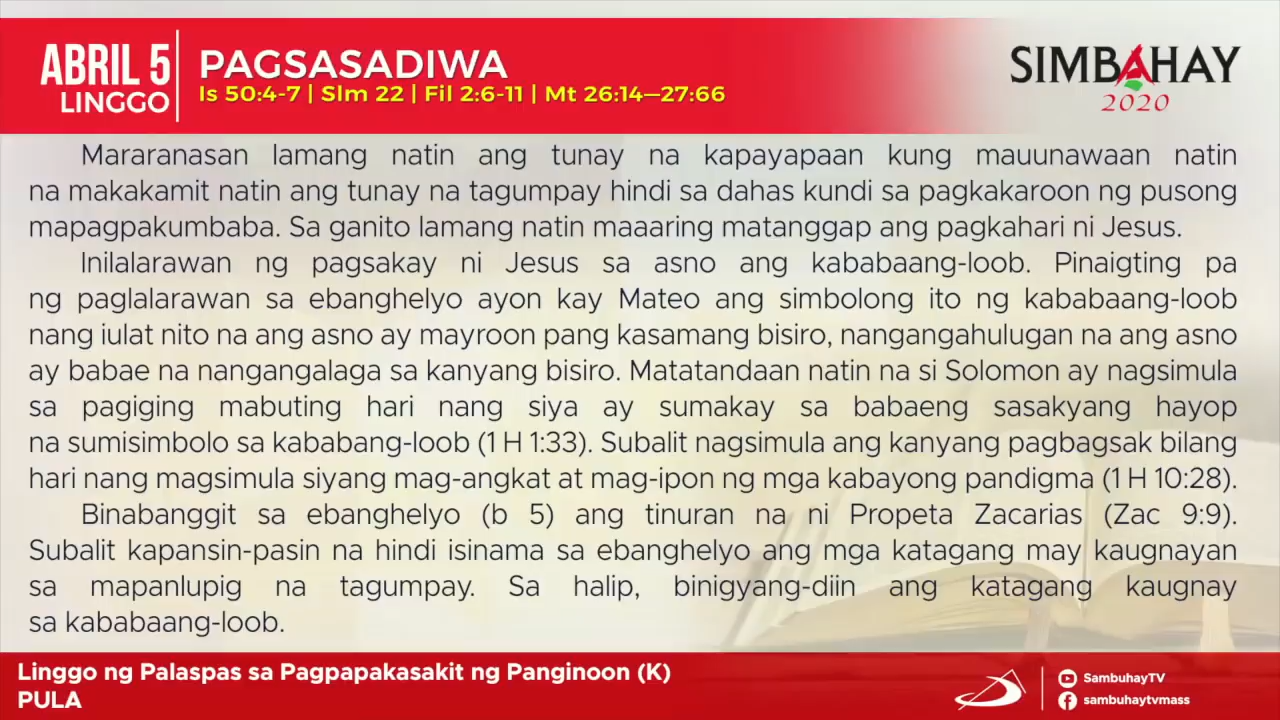 ABRIL 5
LINGGO
PAGSASADIWA
Is 50:4-7 | Slm 22 | Fil 2:6-11 | Mt 26:14—27:66
SIMBAHAY
2020
Mararanasan lamang natin ang tunay na kapayapaan kung mauunawaan natin
na makakamit natin ang tunay na tagumpay hindi sa dahas kundi sa pagkakaroon ng pusong
mapagpakumbaba. Sa ganito lamang natin maaaring matanggap ang pagkahari ni Jesus.
Inilalarawan ng pagsakay ni Jesus sa asno ang kababaang-loob. Pinaigting pa
ng paglalarawan sa ebanghelyo ayon kay Mateo ang simbolong ito ng kababaang-loob
nang iulat nito na ang asno ay mayroon pang kasamang bisiro, nangangahulugan na ang asno
ay babae na nangangalaga sa kanyang bisiro. Matatandaan natin na si Solomon ay nagsimula
sa pagiging mabuting hari nang siya ay sumakay sa babaeng sasakyang hayop
na sumisimbolo sa kababang-loob (1 H 1:33). Subalit nagsimula ang kanyang pagbagsak bilang
hari nang magsimula siyang mag-angkat at mag-ipon ng mga kabayong pandigma (1 H 10:28).
Binabanggit sa ebanghelyo (b 5) ang tinuran na ni Propeta Zacarias (Zac 9:9).
Subalit kapansin-pasin na hindi isinama sa ebanghelyo ang mga katagang may kaugnayan
sa mapanlupig na tagumpay. Sa halip, binigyang-diin ang katagang kaugnay
sa kababaang-loob.
Linggo ng Palaspas sa Pagpapakasakit ng Panginoon (K)
PULA
SambuhayTV
sambuhaytvmass